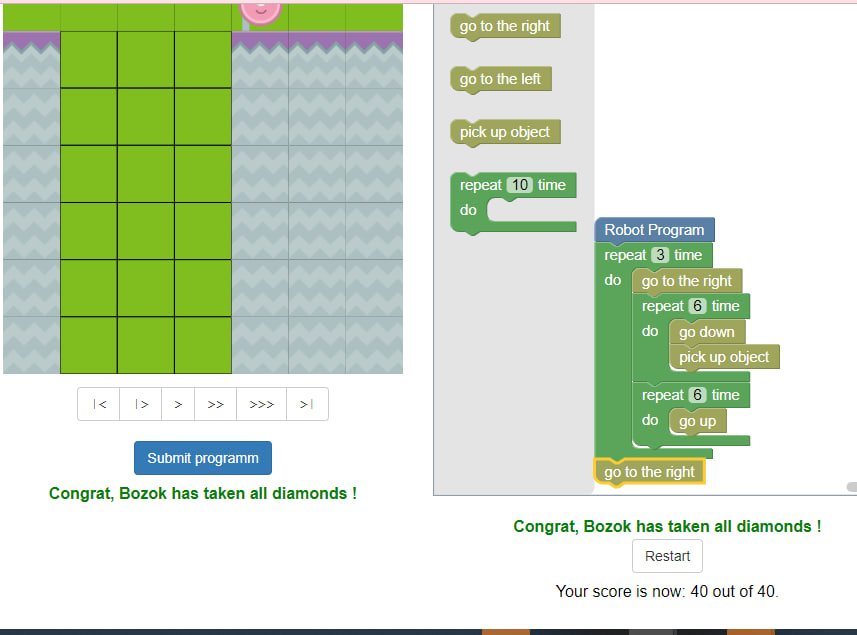 go to the right
go to the left
pick up object
repeat 10 time
do
Robot Program
repeat 3 time
do go to the right
repeat 6 time
do go down
pick up object
repeat 6 time
do go up
go to the right
|< |> > >> >>> >|
Submit programm
Congrat, Bozok has taken all diamonds !
Congrat, Bozok has taken all diamonds !
Restart
Your score is now: 40 out of 40.